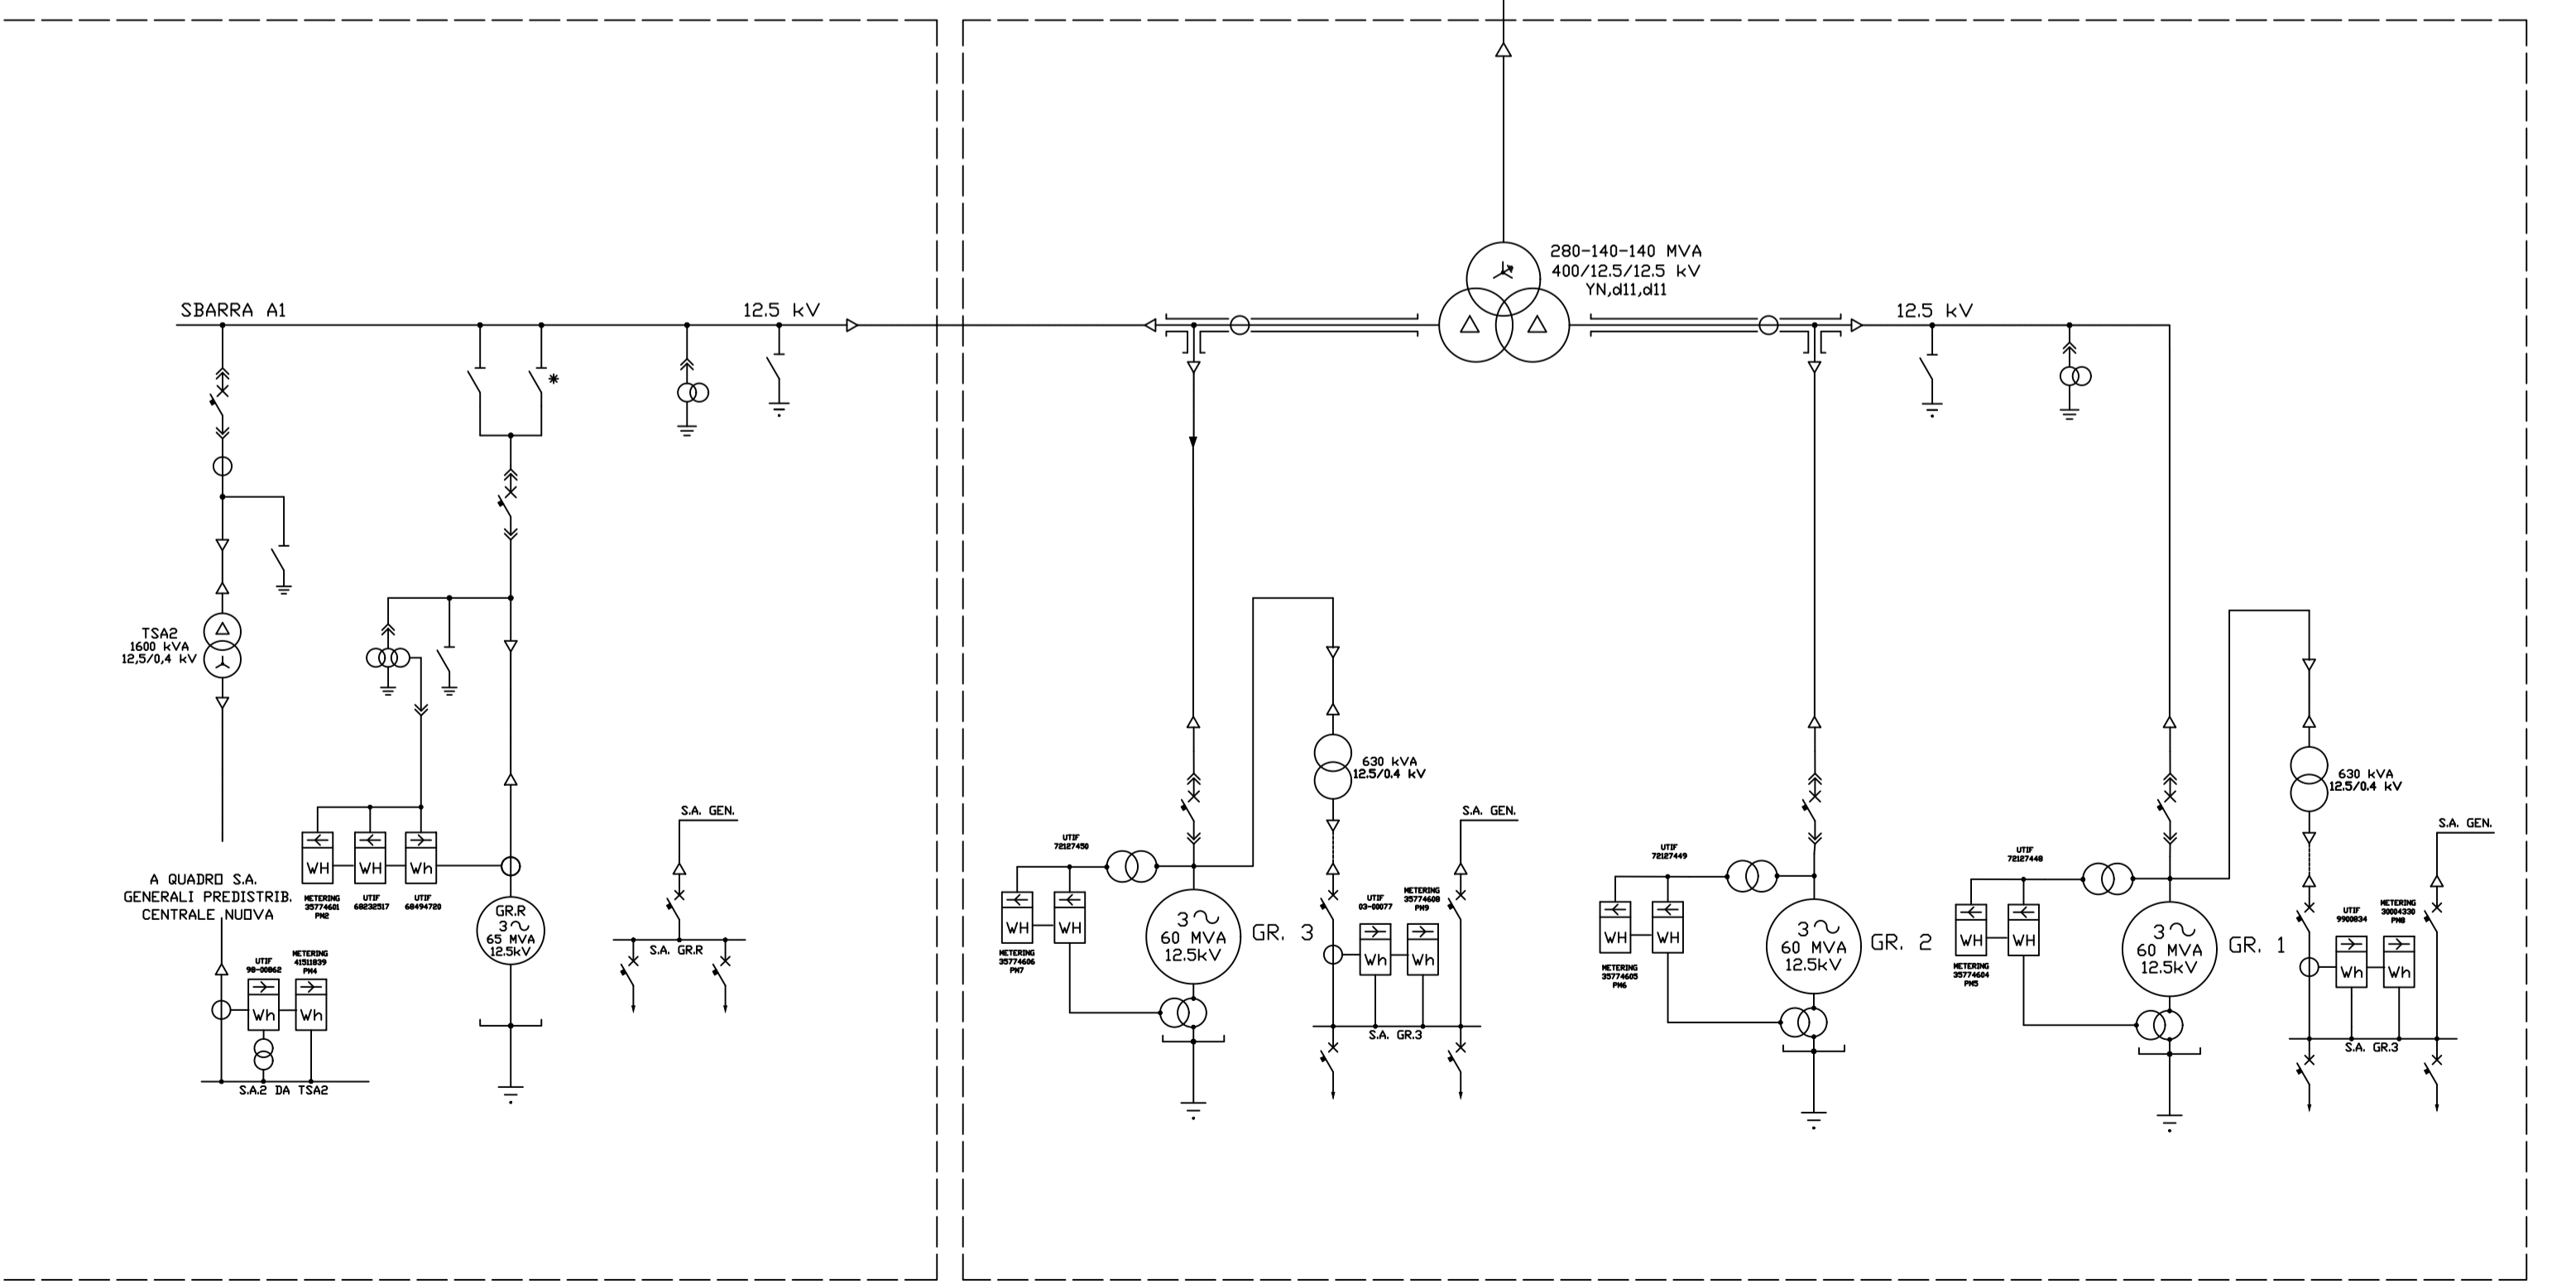 280-140-140 MVA
400/12.5/12.5 kV
YN,d11,d11
SBARRA A1
12.5 kV
12.5 kV
TSA2
1600 kVA
12,5/0,4 kV
630 kVA
12.5/0.4 kV
630 kVA
12.5/0.4 kV
S.A. GEN.
S.A. GEN.
S.A. GEN.
UTIF
72127450
UTIF
72127449
UTIF
72127448
WH
WH
Wh
A QUADRO S.A.
GENERALI PREDISTRIB.
CENTRALE NUOVA
METERING
35774601
PM2
UTIF
68232517
UTIF
68494720
GR.R
3
65 MVA
12.5kV
WH
WH
METERING
35774606
PM7
3
60 MVA
12.5kV
GR. 3
UTIF
03-00077
METERING
35774608
PM9
Wh
Wh
WH
WH
METERING
35774605
PM6
3
60 MVA
12.5kV
GR. 2
WH
WH
METERING
35774604
PM5
3
60 MVA
12.5kV
GR. 1
UTIF
9900834
METERING
30004330
PM8
Wh
Wh
UTIF
98-00862
METERING
41511839
PM4
Wh
Wh
S.A. GR.R
S.A. GR.3
S.A. GR.3
S.A.2 DA TSA2